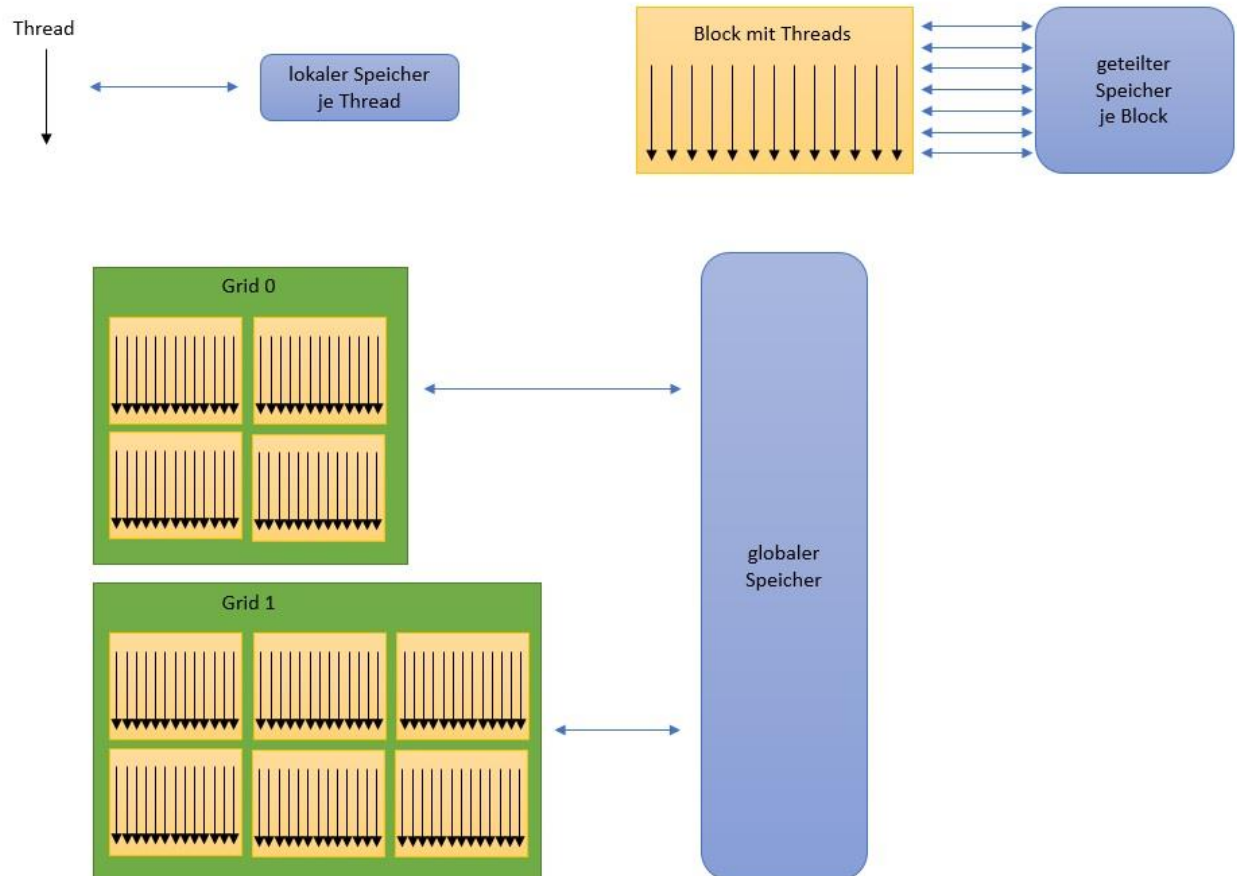 Thread
lokaler Speicher
je Thread
Block mit Threads
geteilter
Speicher
je Block
Grid 0
globaler
Speicher
Grid 1